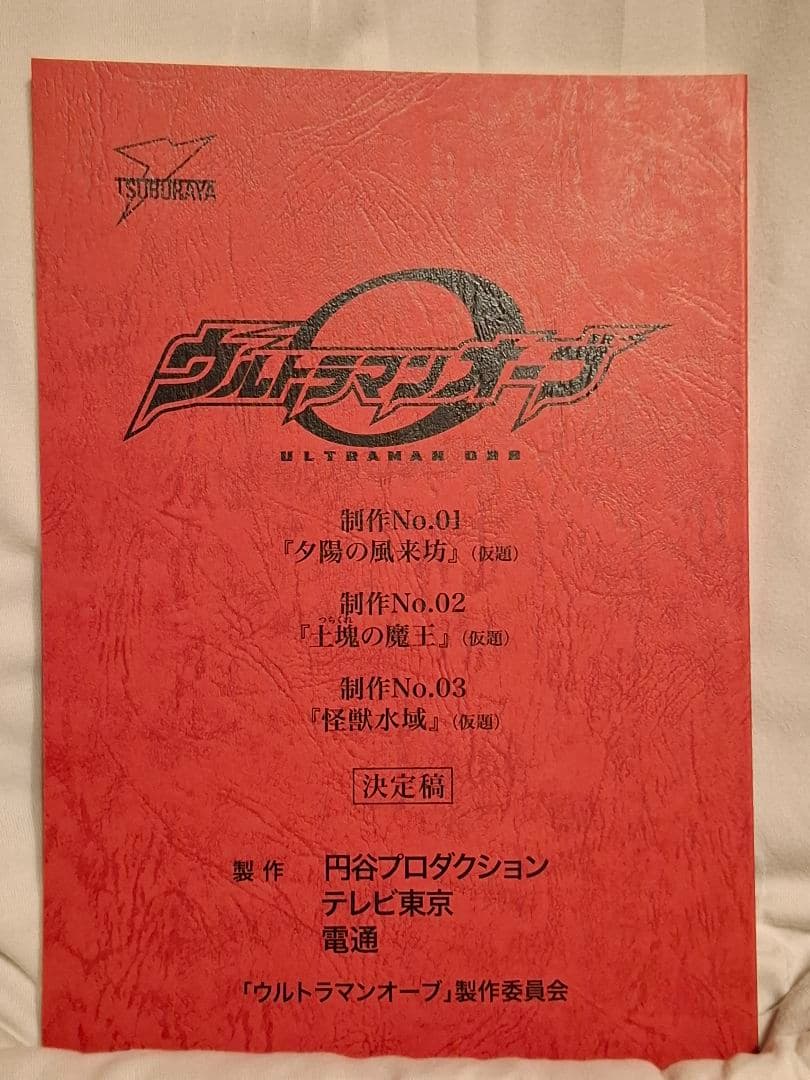 TSUBURAYA
ウルトラマンオーブ
ULTRAMAN ORB
制作No.01
『夕陽の風来坊』(仮題)
制作No.02
つちくれ
『土塊の魔王』(仮題)
制作No.03
『怪獣水域』(仮題)
決定稿
製作 円谷プロダクション
テレビ東京
電通
「ウルトラマンオーブ」製作委員会